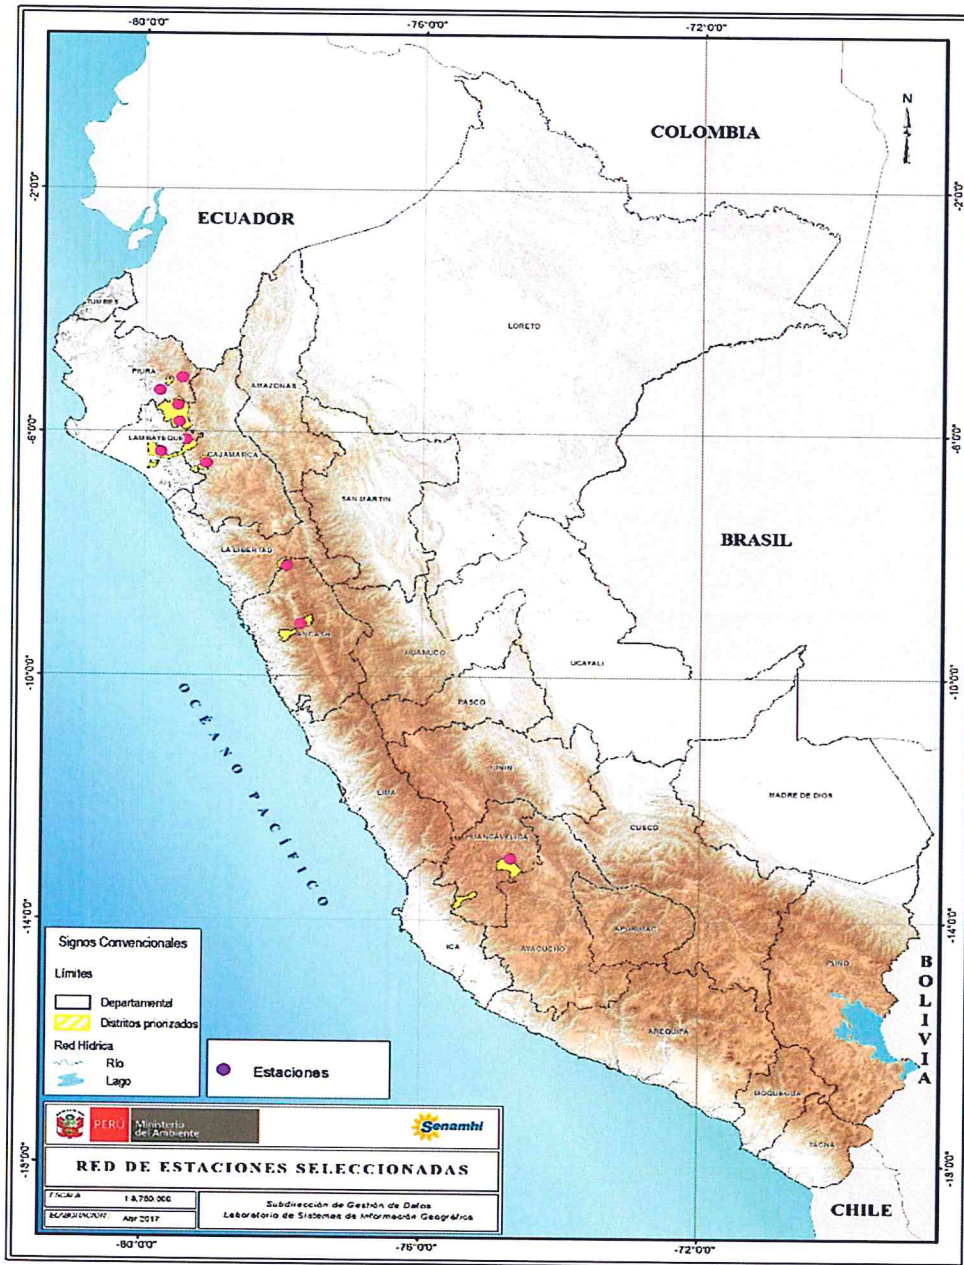 -80°0'0"
-76°0'0"
-72°0'0"
N
COLOMBIA
-2°0'0"
-2°0'0"
ECUADOR
TUMBES
LORETO
PIURA
AMAZONAS
-6°0'0"
-6°0'0"
LAMBAYEQUE
CAJAMARCA
SAN MARTIN
BRASIL
LA LIBERTAD
ANCASH
HUANUCO
UCAYALI
-10°0'0"
-10°0'0"
PASCO
OCÉANO PACÍFICO
JUNIN
LIMA
MADRE DE DIOS
CUSCO
HUANCAVELICA
-14°0'0"
-14°0'0"
ICA
AYACUCHO
APURIMAC
PUNO
BOLIVIA
AREQUIPA
MOQUEGUA
TACNA
Signos Convencionales
Límites
Departamental
Distritos priorizados
Red Hídrica
Río
Lago
Estaciones
PERÚ
Ministerio
del Ambiente
Senamhi
RED DE ESTACIONES SELECCIONADAS
ESCALA: 1:8,750,000
ELABORACION: Abr 2017
Subdirección de Gestión de Datos
Laboratorio de Sistemas de Información Geográfica
-18°0'0"
-18°0'0"
CHILE
-80°0'0"
-76°0'0"
-72°0'0"